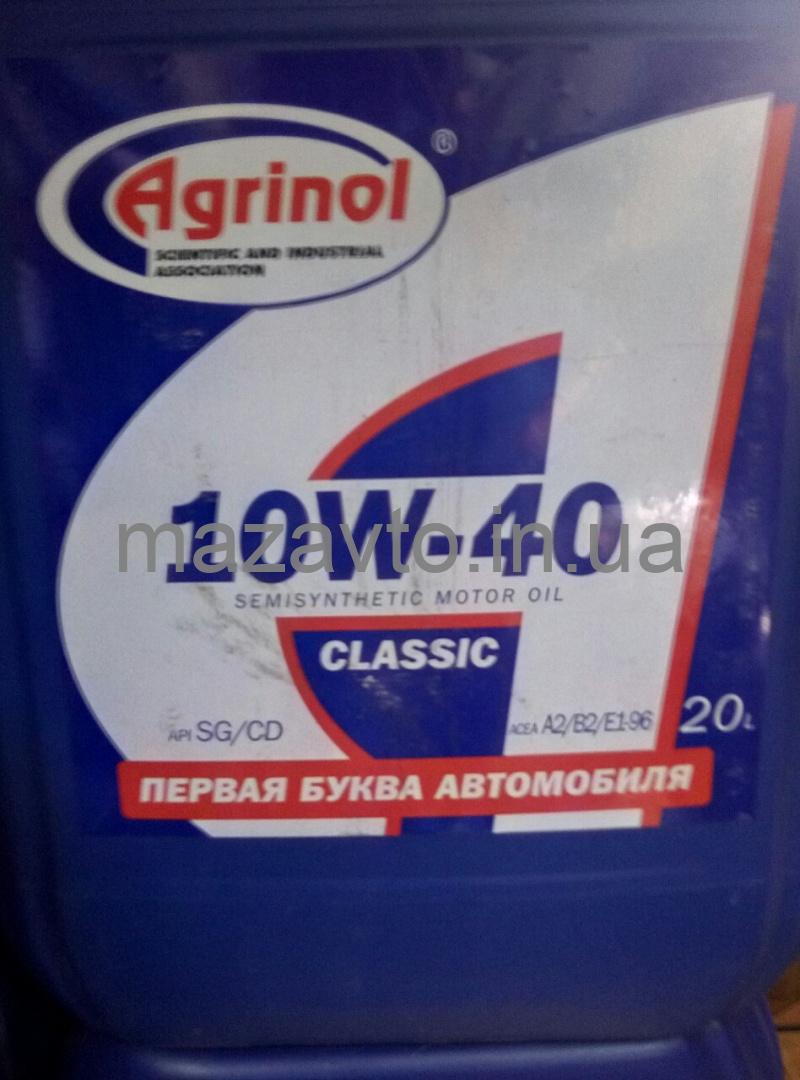 Agrinol ®
SCIENTIFIC AND INDUSTRIAL
ASSOCIATION
10W-40
mazavto.in.ua
SEMISYNTHETIC MOTOR OIL
CLASSIC
API SG/CD
ACEA A2/B2/E1-96
20L
ПЕРВАЯ БУКВА АВТОМОБИЛЯ